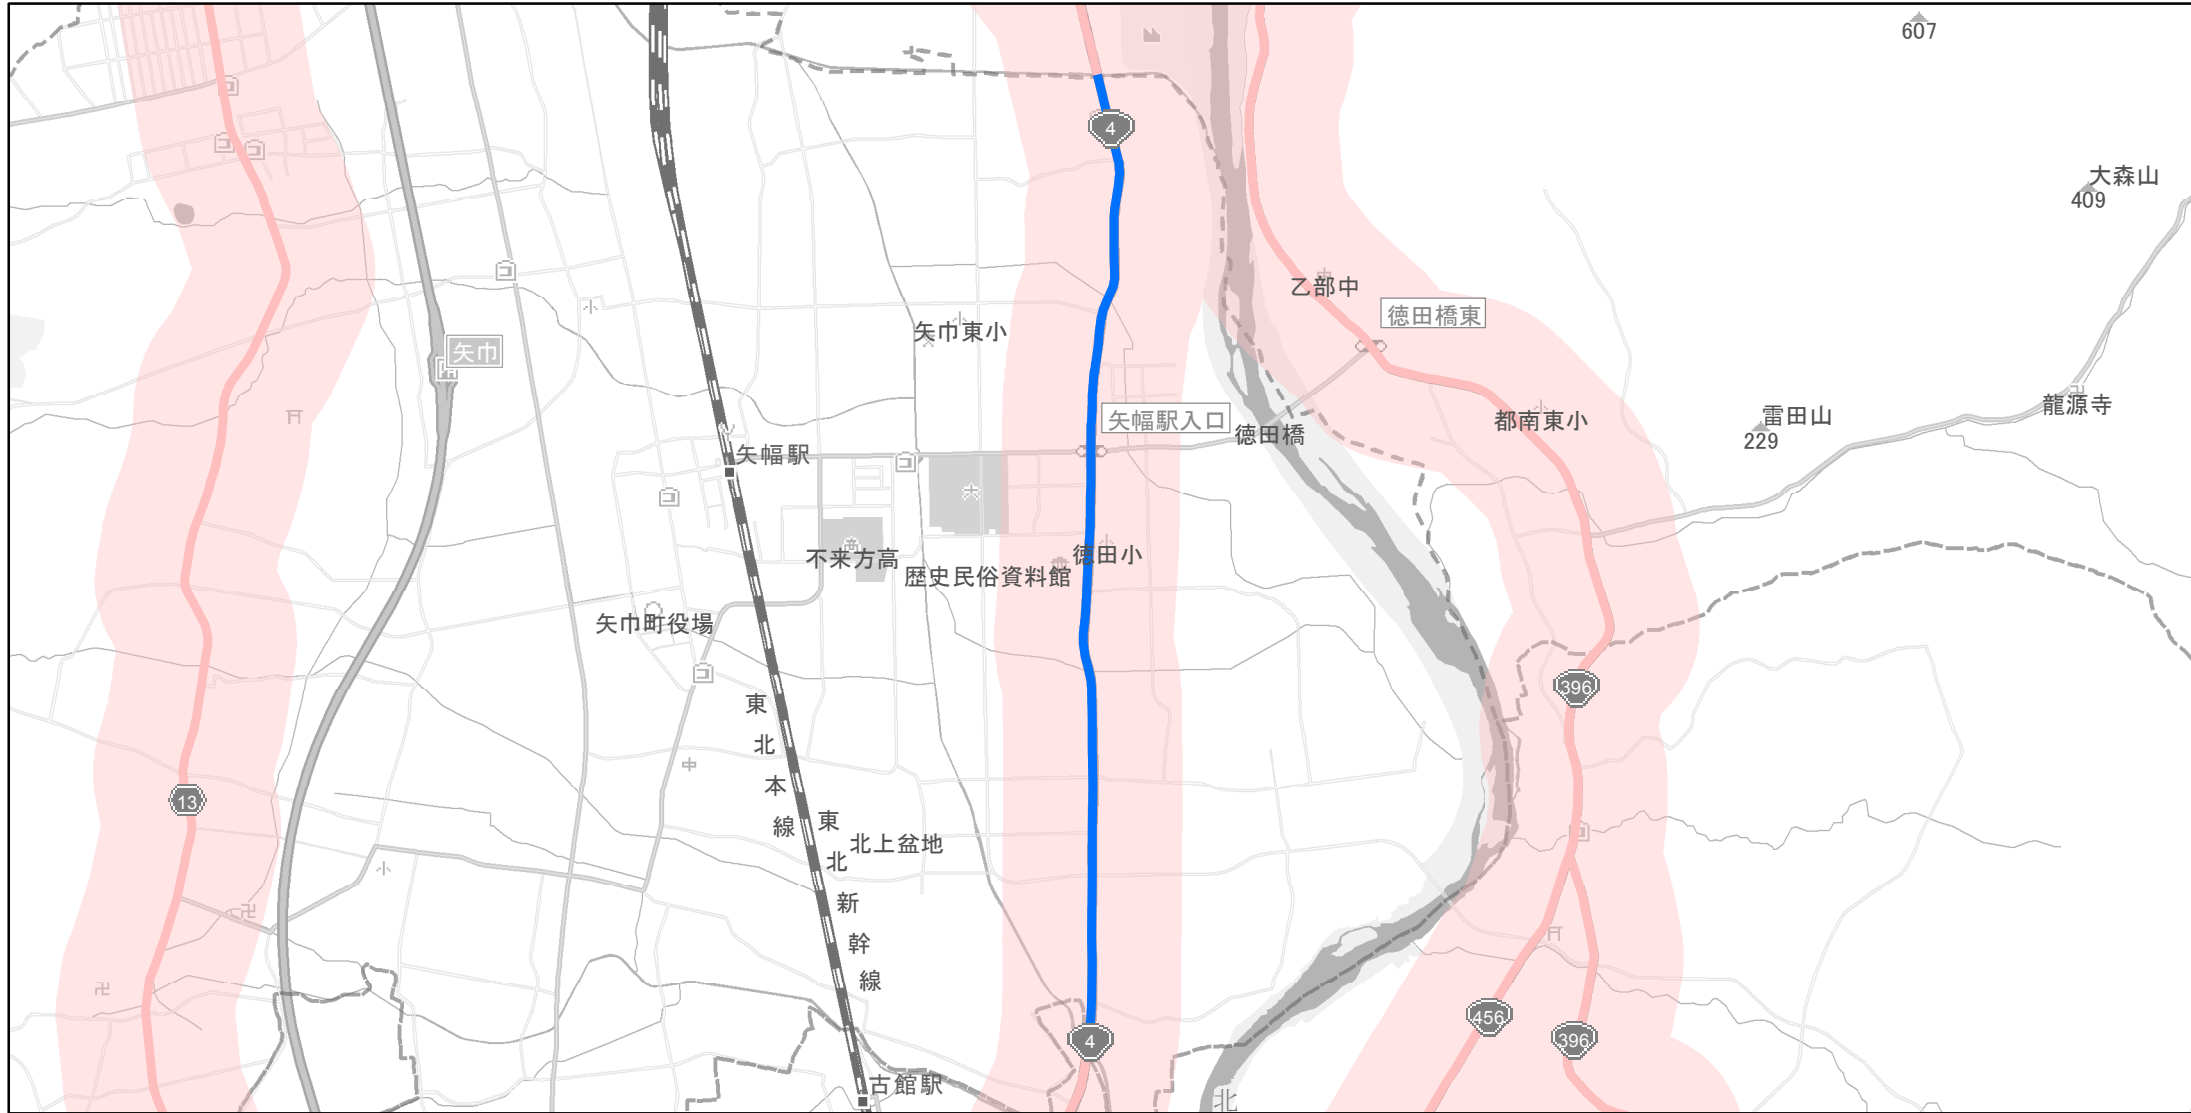 607
4
大森山
409
乙部中
徳田橋東
矢巾東小
矢巾
PA
矢幅駅入口
徳田橋
都南東小
雷田山
229
龍源寺
矢幅駅
不来方高
歴史民俗資料館
徳田小
矢巾町役場
396
東北本線
13
東北新幹線
北上盆地
456
396
4
古館駅
北